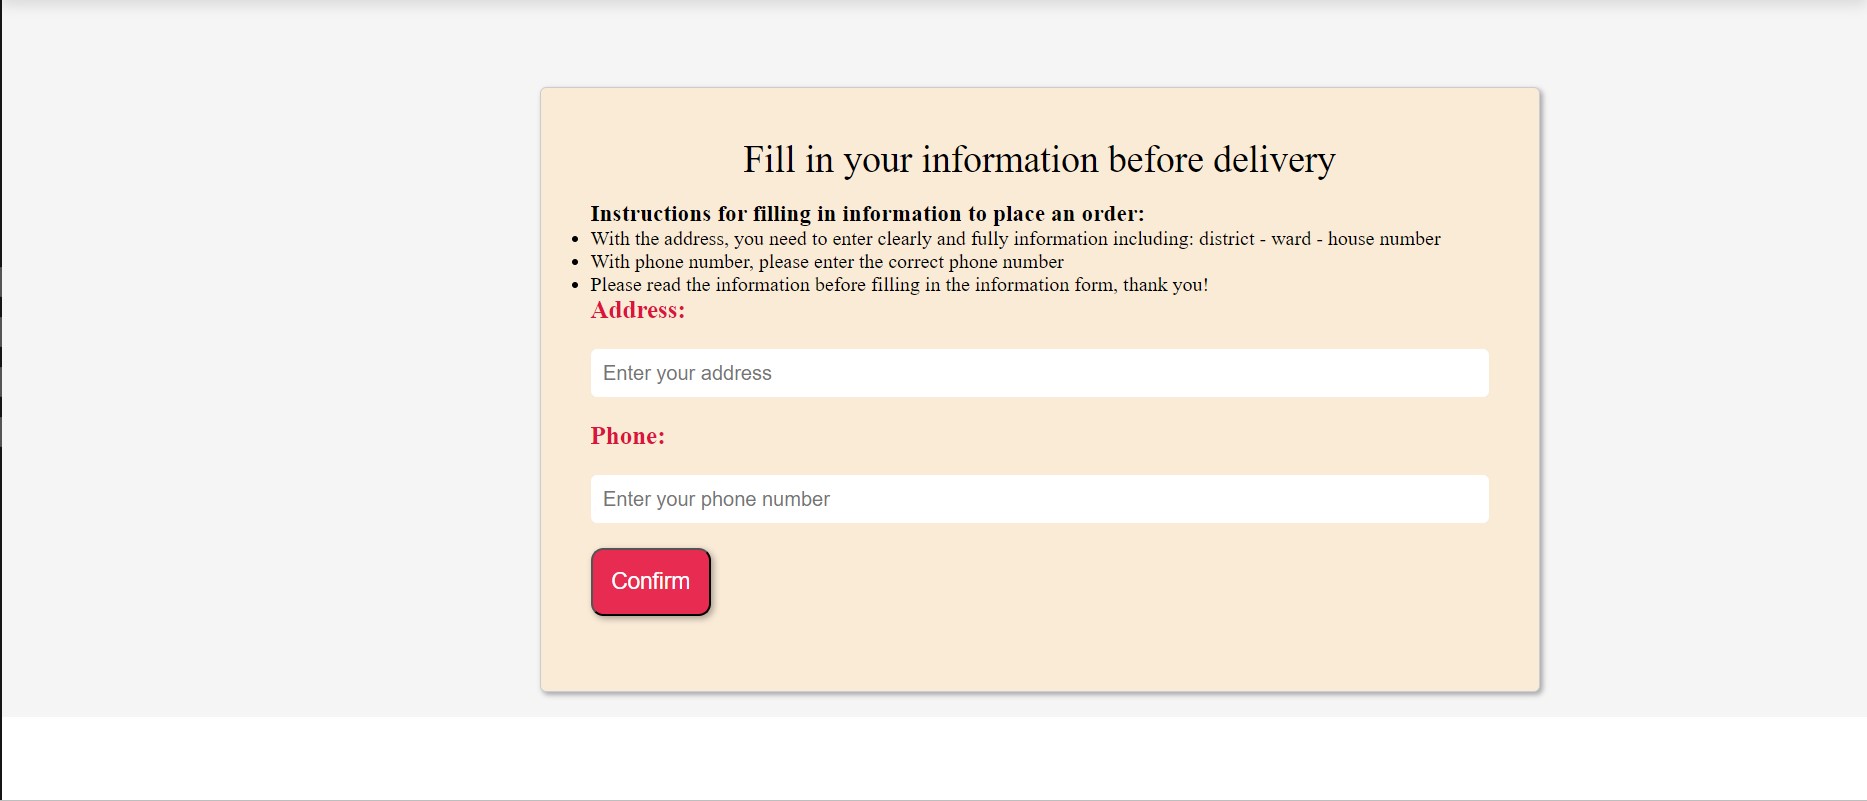 Fill in your information before delivery
Instructions for filling in information to place an order:
With the address, you need to enter clearly and fully information including: district - ward - house number
With phone number, please enter the correct phone number
Please read the information before filling in the information form, thank you!
Address:
Enter your address
Phone:
Enter your phone number
Confirm